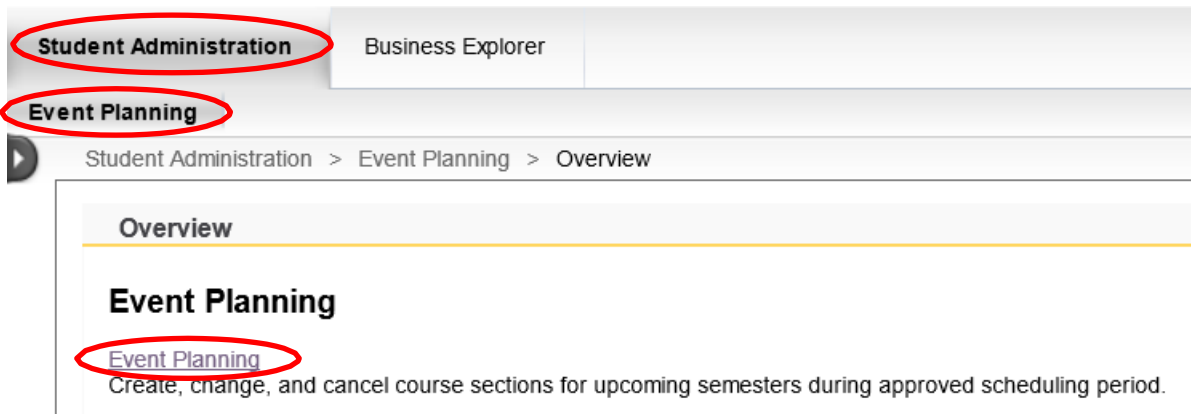 Student Administration Business Explorer
Event Planning
Student Administration > Event Planning > Overview
Overview
Event Planning
Event Planning
Create, change, and cancel course sections for upcoming semesters during approved scheduling period.